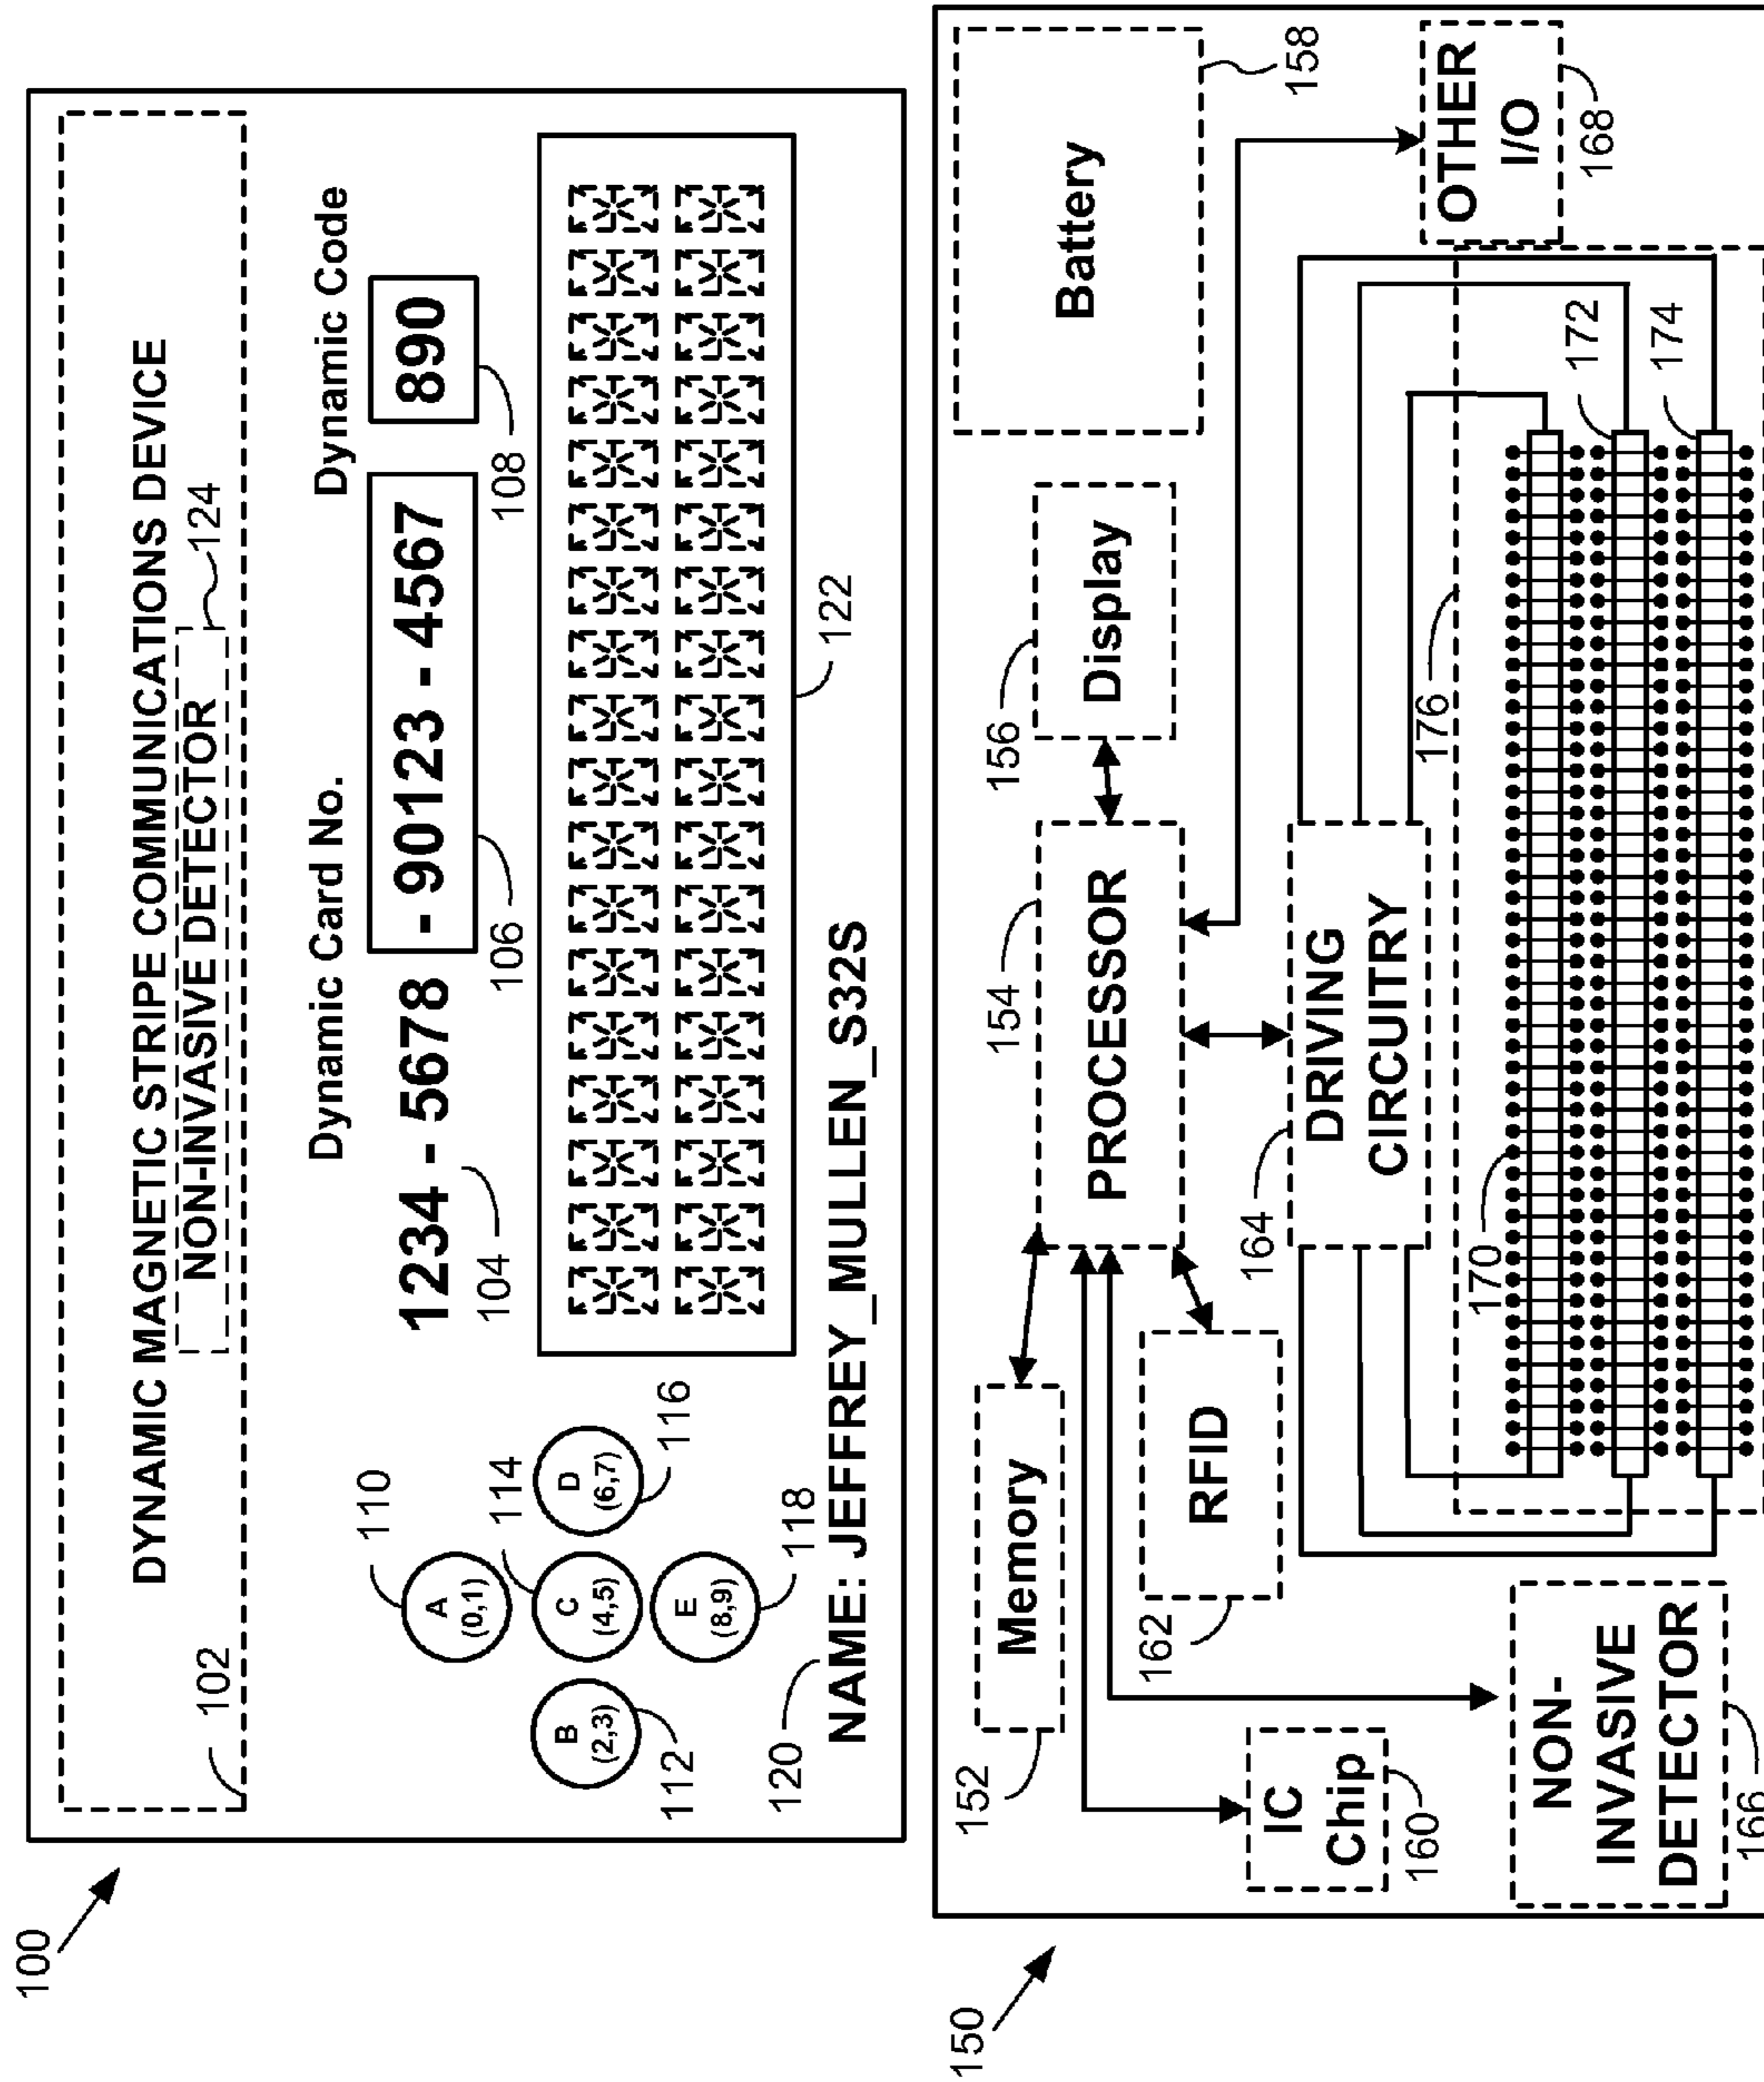 100
DYNAMIC MAGNETIC STRIPE COMMUNICATIONS DEVICE
102
NON-INVASIVE DETECTOR
124
Dynamic Card No.
Dynamic Code
1234 - 5678
- 90123 - 4567
890
104
106
108
110
A
(0,1)
114
B
(2,3)
C
(4,5)
D
(6,7)
112
116
E
(8,9)
118
122
120
NAME: JEFFREY_MULLEN_S32S
150
152
Memory
154
156
Display
Battery
158
PROCESSOR
162
RFID
164
IC
Chip
160
DRIVING
CIRCUITRY
OTHER
I/O
168
176
170
172
174
NON-
INVASIVE
DETECTOR
166